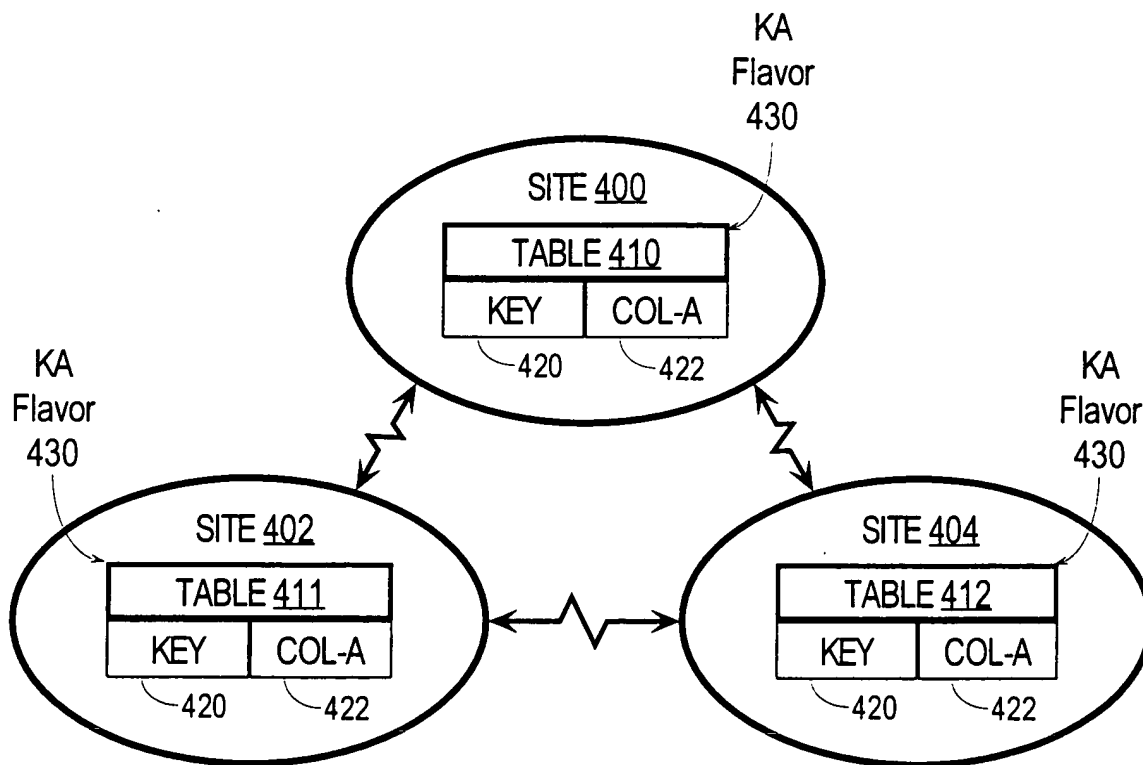 KA
Flavor
430
SITE 400
TABLE 410
KEY COL-A
420 422
KA
Flavor
430
SITE 402
TABLE 411
KEY COL-A
420 422
KA
Flavor
430
SITE 404
TABLE 412
KEY COL-A
420 422